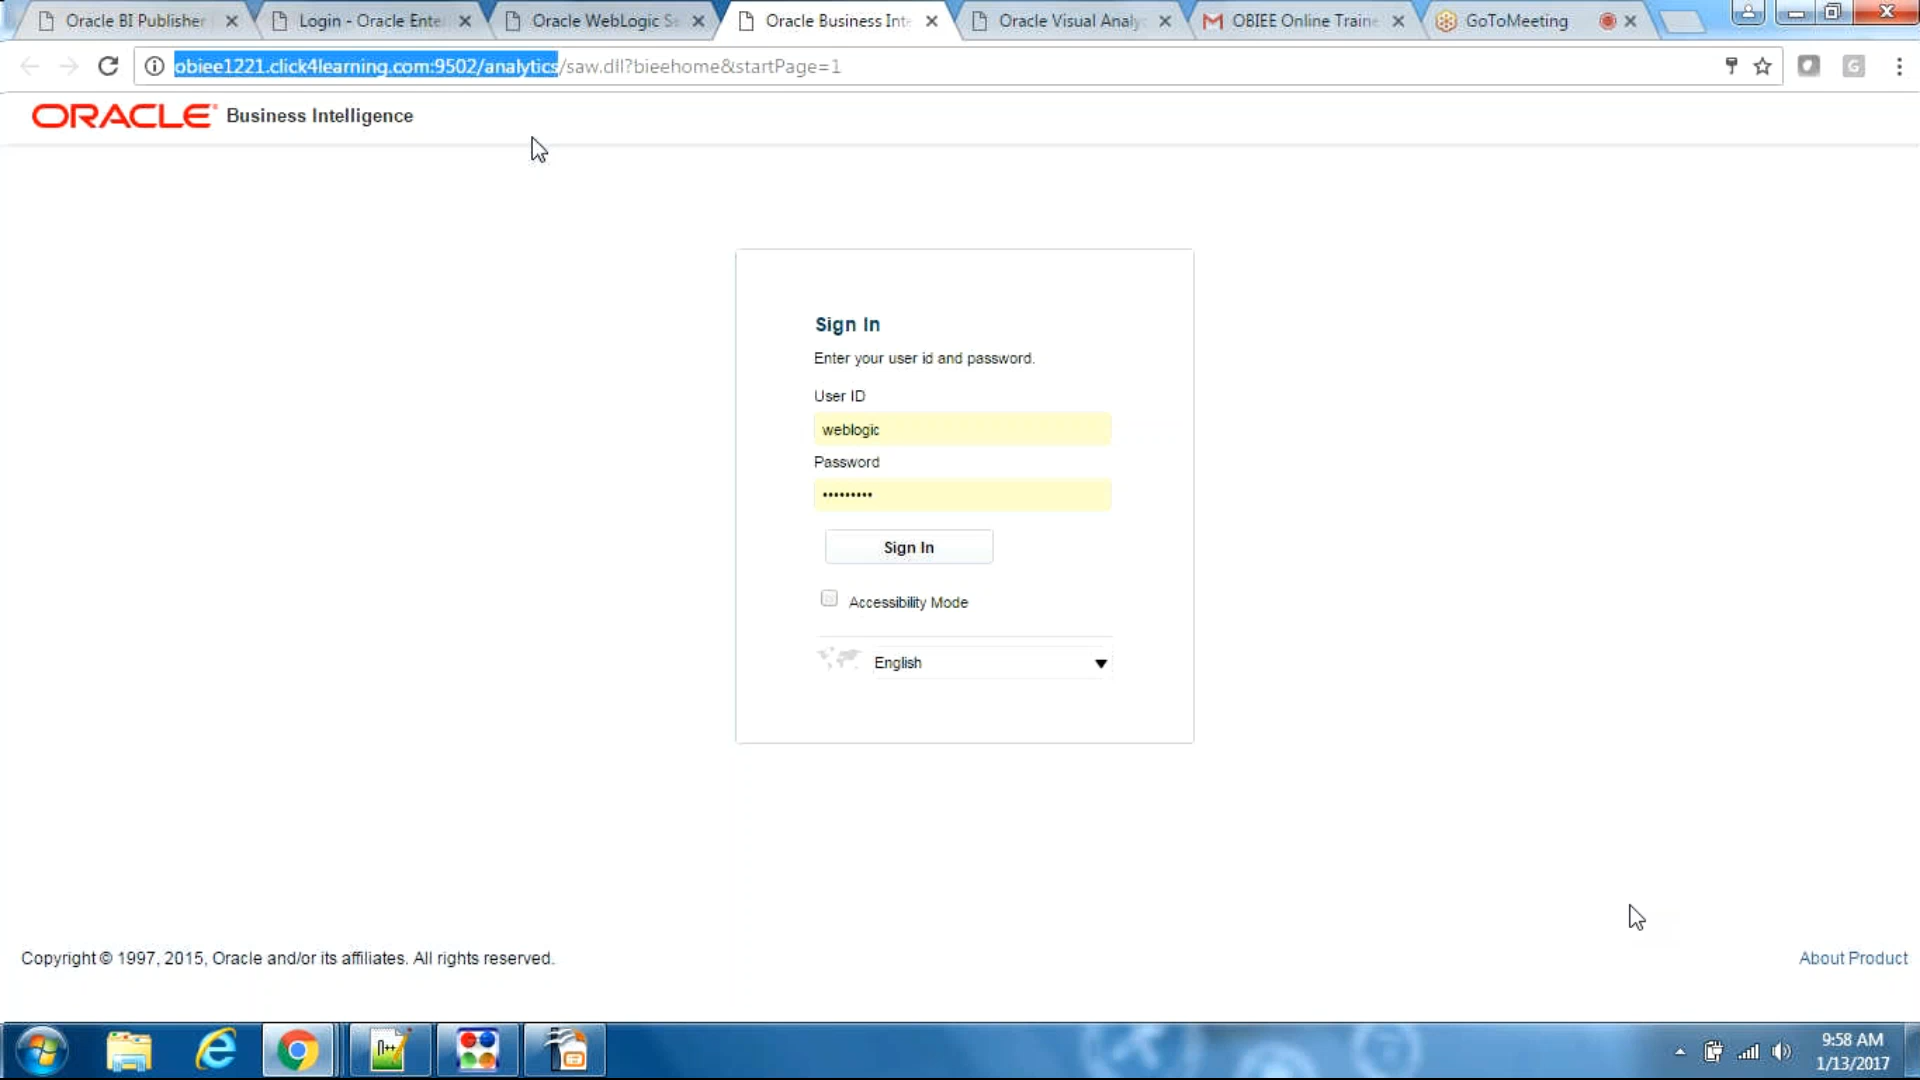 Oracle BI Publisher
Login - Oracle Ente
Oracle WebLogic Se
Oracle Business Inte
Oracle Visual Analy
OBIEE Online Traine
GoToMeeting
obiee1221.click4learning.com:9502/analytics/saw.dll?bieehome&startPage=1
G
ORACLE Business Intelligence
Sign In
Enter your user id and password.
User ID
weblogic
Password
•••••••••
Sign In
Accessibility Mode
English
Copyright © 1997, 2015, Oracle and/or its affiliates. All rights reserved.
About Product
9:58 AM
1/13/2017